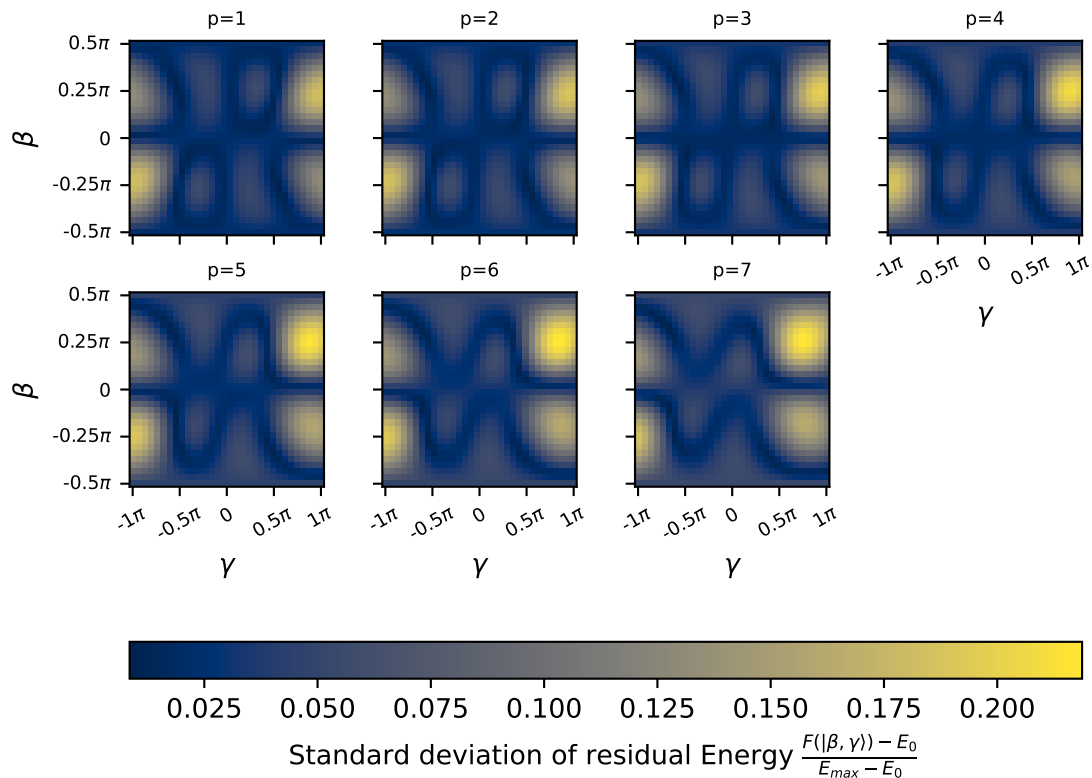 p=1 p=2 p=3 p=4
0.5π
0.25π
0
-0.25π
-0.5π
β
-1π -0.5π 0 0.5π 1π
γ
p=5 p=6 p=7
0.5π
0.25π
0
-0.25π
-0.5π
β
-1π -0.5π 0 0.5π 1π -1π -0.5π 0 0.5π 1π -1π -0.5π 0 0.5π 1π
γ γ γ
0.025 0.050 0.075 0.100 0.125 0.150 0.175 0.200
Standard deviation of residual Energy F(|β, γ⟩) − E₀ / E_max − E₀